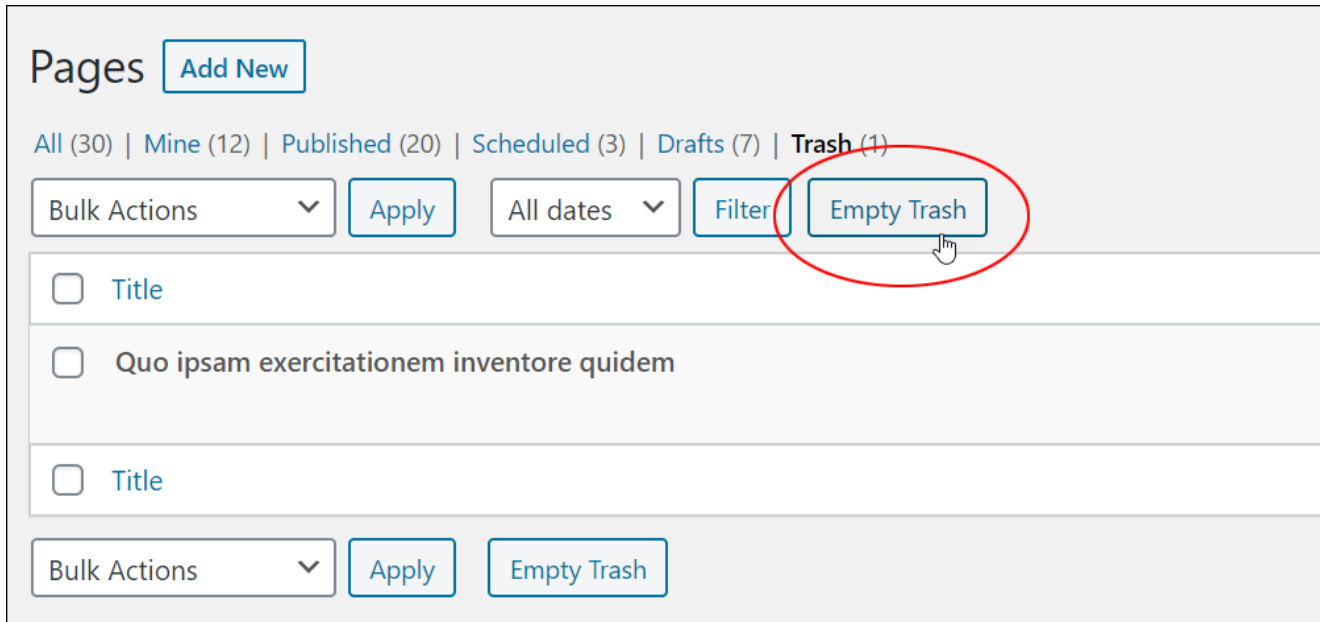 Pages Add New
All (30) | Mine (12) | Published (20) | Scheduled (3) | Drafts (7) | Trash (1)
Bulk Actions Apply All dates Filter Empty Trash
Title
Quo ipsam exercitationem inventore quidem
Title
Bulk Actions Apply Empty Trash